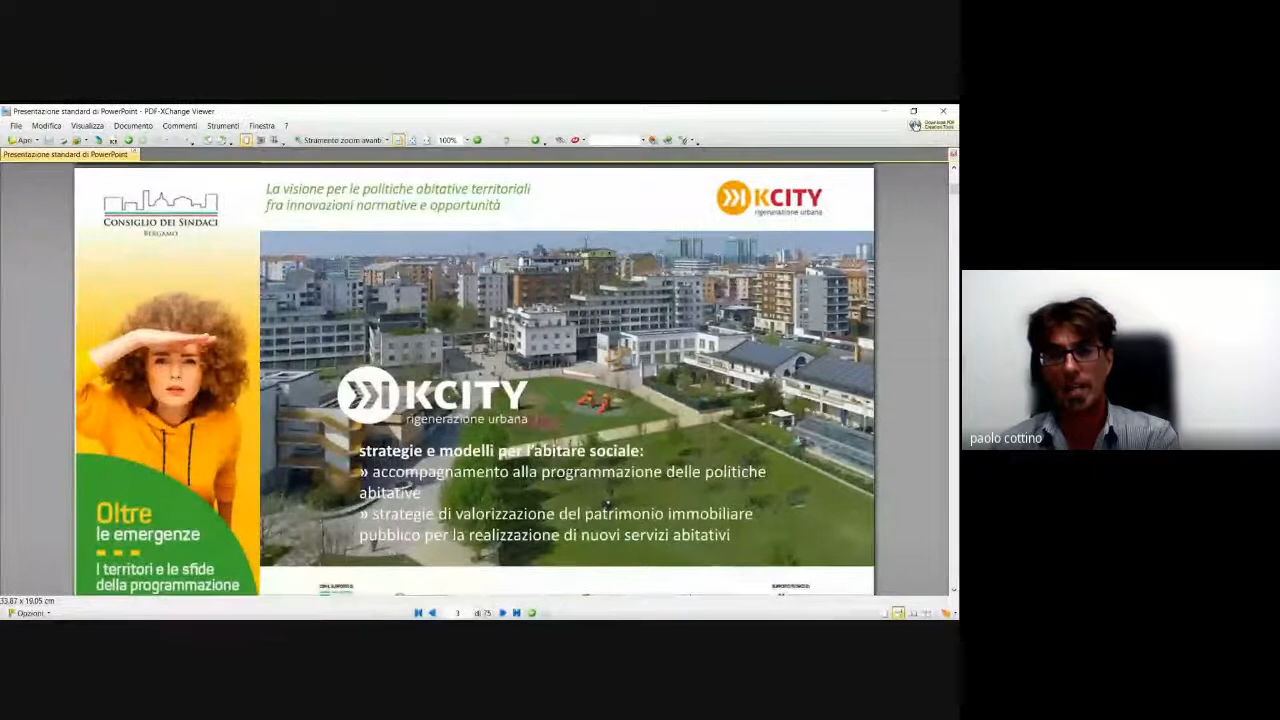 Presentazione standard di PowerPoint - PDF-XChange Viewer
File Modifica Visualizza Documento Commenti Strumenti Finestra ?
Apri
Strumento zoom avanti
100%
Download PDF
Creation Tools
Presentazione standard di PowerPoint
CONSIGLIO DEI SINDACI
BERGAMO
La visione per le politiche abitative territoriali
fra innovazioni normative e opportunità
KCITY
rigenerazione urbana
KCITY
rigenerazione urbana
strategie e modelli per l'abitare sociale:
» accompagnamento alla programmazione delle politiche
abitative
» strategie di valorizzazione del patrimonio immobiliare
pubblico per la realizzazione di nuovi servizi abitativi
Oltre
le emergenze
I territori e le sfide
della programmazione
paolo cottino
33.87 x 19.05 cm
Opzioni
3 di 75